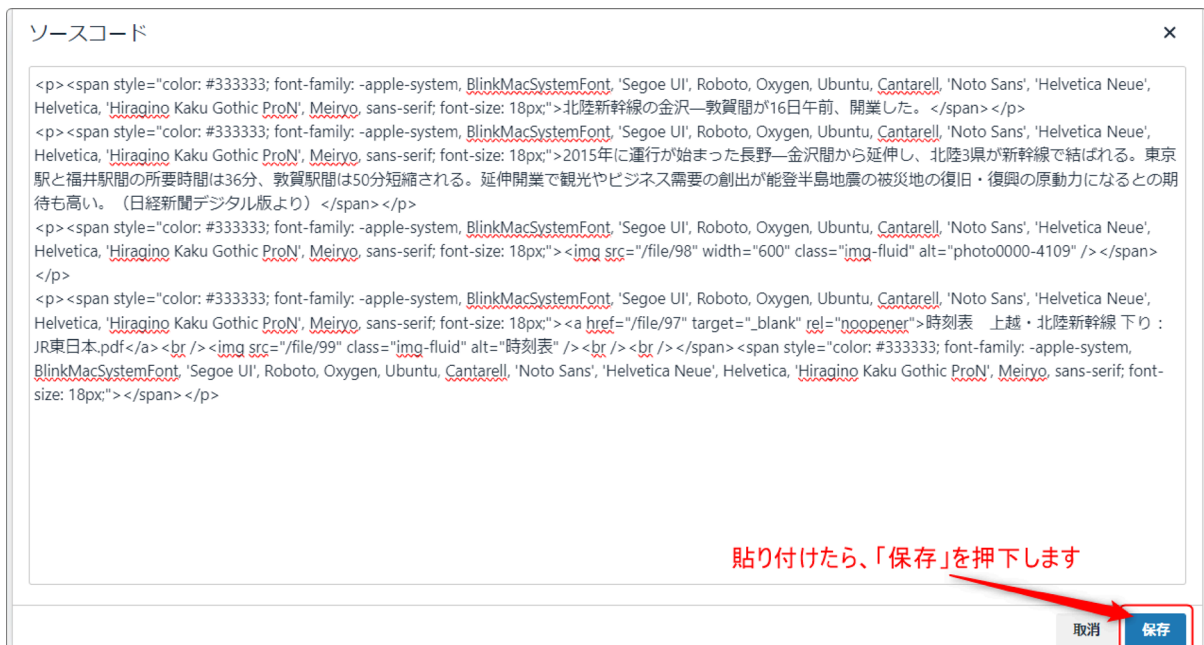 ソースコード
<p><span style="color: #333333; font-family: -apple-system, BlinkMacSystemFont, 'Segoe UI', Roboto, Oxygen, Ubuntu, Cantarell, 'Noto Sans', 'Helvetica Neue',
Helvetica, 'Hiragino Kaku Gothic ProN', Meiryo, sans-serif; font-size: 18px;">北陸新幹線の金沢―敦賀間が16日午前、開業した。</span></p>
<p><span style="color: #333333; font-family: -apple-system, BlinkMacSystemFont, 'Segoe UI', Roboto, Oxygen, Ubuntu, Cantarell, 'Noto Sans', 'Helvetica Neue',
Helvetica, 'Hiragino Kaku Gothic ProN', Meiryo, sans-serif; font-size: 18px;">2015年に運行が始まった長野―金沢間から延伸し、北陸3県が新幹線で結ばれる。東京
駅と福井駅間の所要時間は36分、敦賀駅間は50分短縮される。延伸開業で観光やビジネス需要の創出が能登半島地震の被災地の復旧・復興の原動力になるとの期
待も高い。（日経新聞デジタル版より）</span></p>
<p><span style="color: #333333; font-family: -apple-system, BlinkMacSystemFont, 'Segoe UI', Roboto, Oxygen, Ubuntu, Cantarell, 'Noto Sans', 'Helvetica Neue',
Helvetica, 'Hiragino Kaku Gothic ProN', Meiryo, sans-serif; font-size: 18px;"><img src="/file/98" width="600" class="img-fluid" alt="photo0000-4109" /></span>
</p>
<p><span style="color: #333333; font-family: -apple-system, BlinkMacSystemFont, 'Segoe UI', Roboto, Oxygen, Ubuntu, Cantarell, 'Noto Sans', 'Helvetica Neue',
Helvetica, 'Hiragino Kaku Gothic ProN', Meiryo, sans-serif; font-size: 18px;"><a href="/file/97" target="_blank" rel="noopener">時刻表　上越・北陸新幹線 下り：
JR東日本.pdf</a><br /><img src="/file/99" class="img-fluid" alt="時刻表" /><br /><br /></span><span style="color: #333333; font-family: -apple-system,
BlinkMacSystemFont, 'Segoe UI', Roboto, Oxygen, Ubuntu, Cantarell, 'Noto Sans', 'Helvetica Neue', Helvetica, 'Hiragino Kaku Gothic ProN', Meiryo, sans-serif; font-
size: 18px;"></span></p>
貼り付けたら、「保存」を押下します
取消
保存